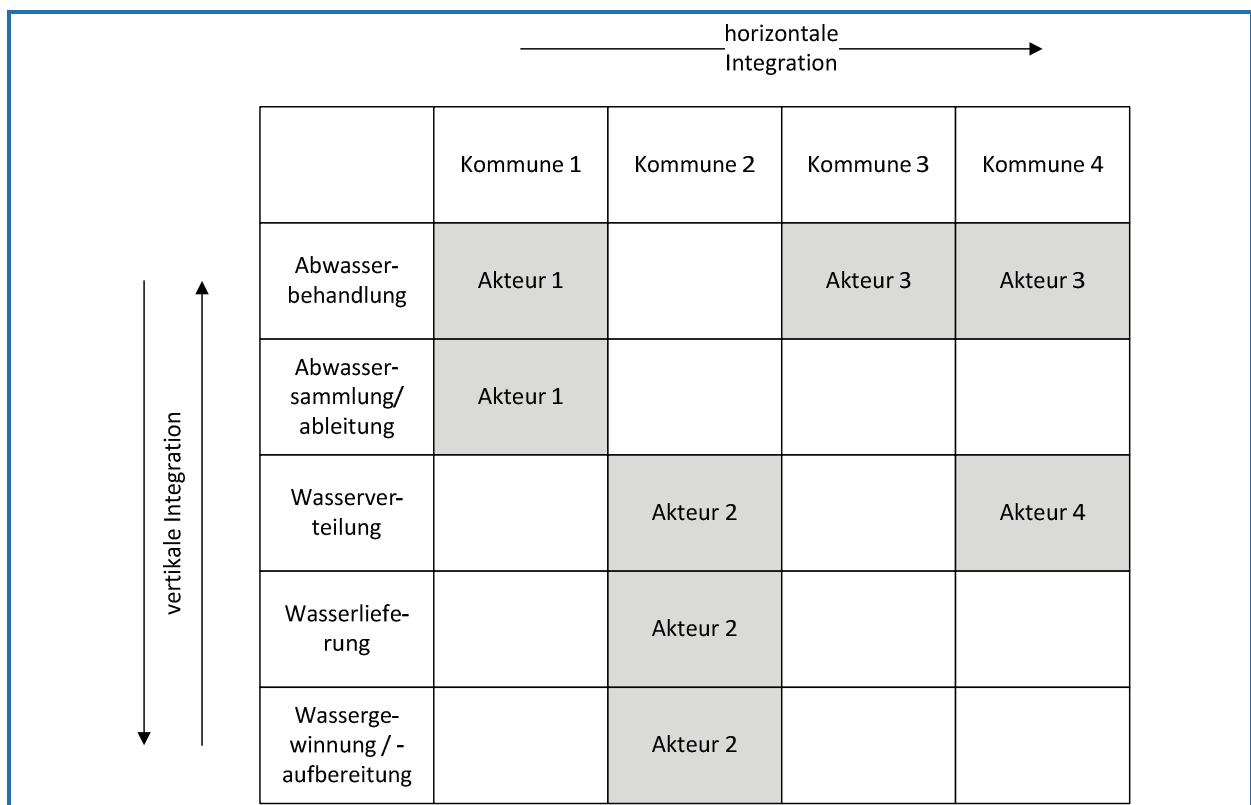 horizontale
Integration
Kommune 1
Kommune 2
Kommune 3
Kommune 4
Abwasser-
behandlung
Akteur 1
Akteur 3
Akteur 3
Abwasser-
sammlung/
ableitung
Akteur 1
Wasserver-
teilung
Akteur 2
Akteur 4
Wasserliefe-
rung
Akteur 2
Wasserge-
winnung / -
aufbereitung
Akteur 2
vertikale Integration